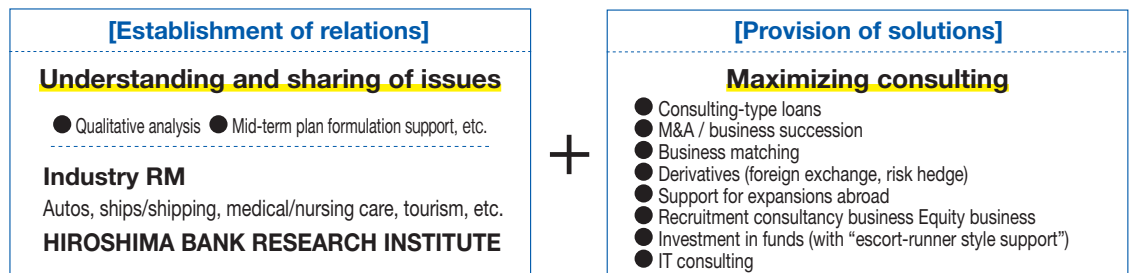 [Establishment of relations]
Understanding and sharing of issues
● Qualitative analysis ● Mid-term plan formulation support, etc.
Industry RM
Autos, ships/shipping, medical/nursing care, tourism, etc.
HIROSHIMA BANK RESEARCH INSTITUTE
+
[Provision of solutions]
Maximizing consulting
● Consulting-type loans
● M&A / business succession
● Business matching
● Derivatives (foreign exchange, risk hedge)
● Support for expansions abroad
● Recruitment consultancy business Equity business
● Investment in funds (with “escort-runner style support”)
● IT consulting